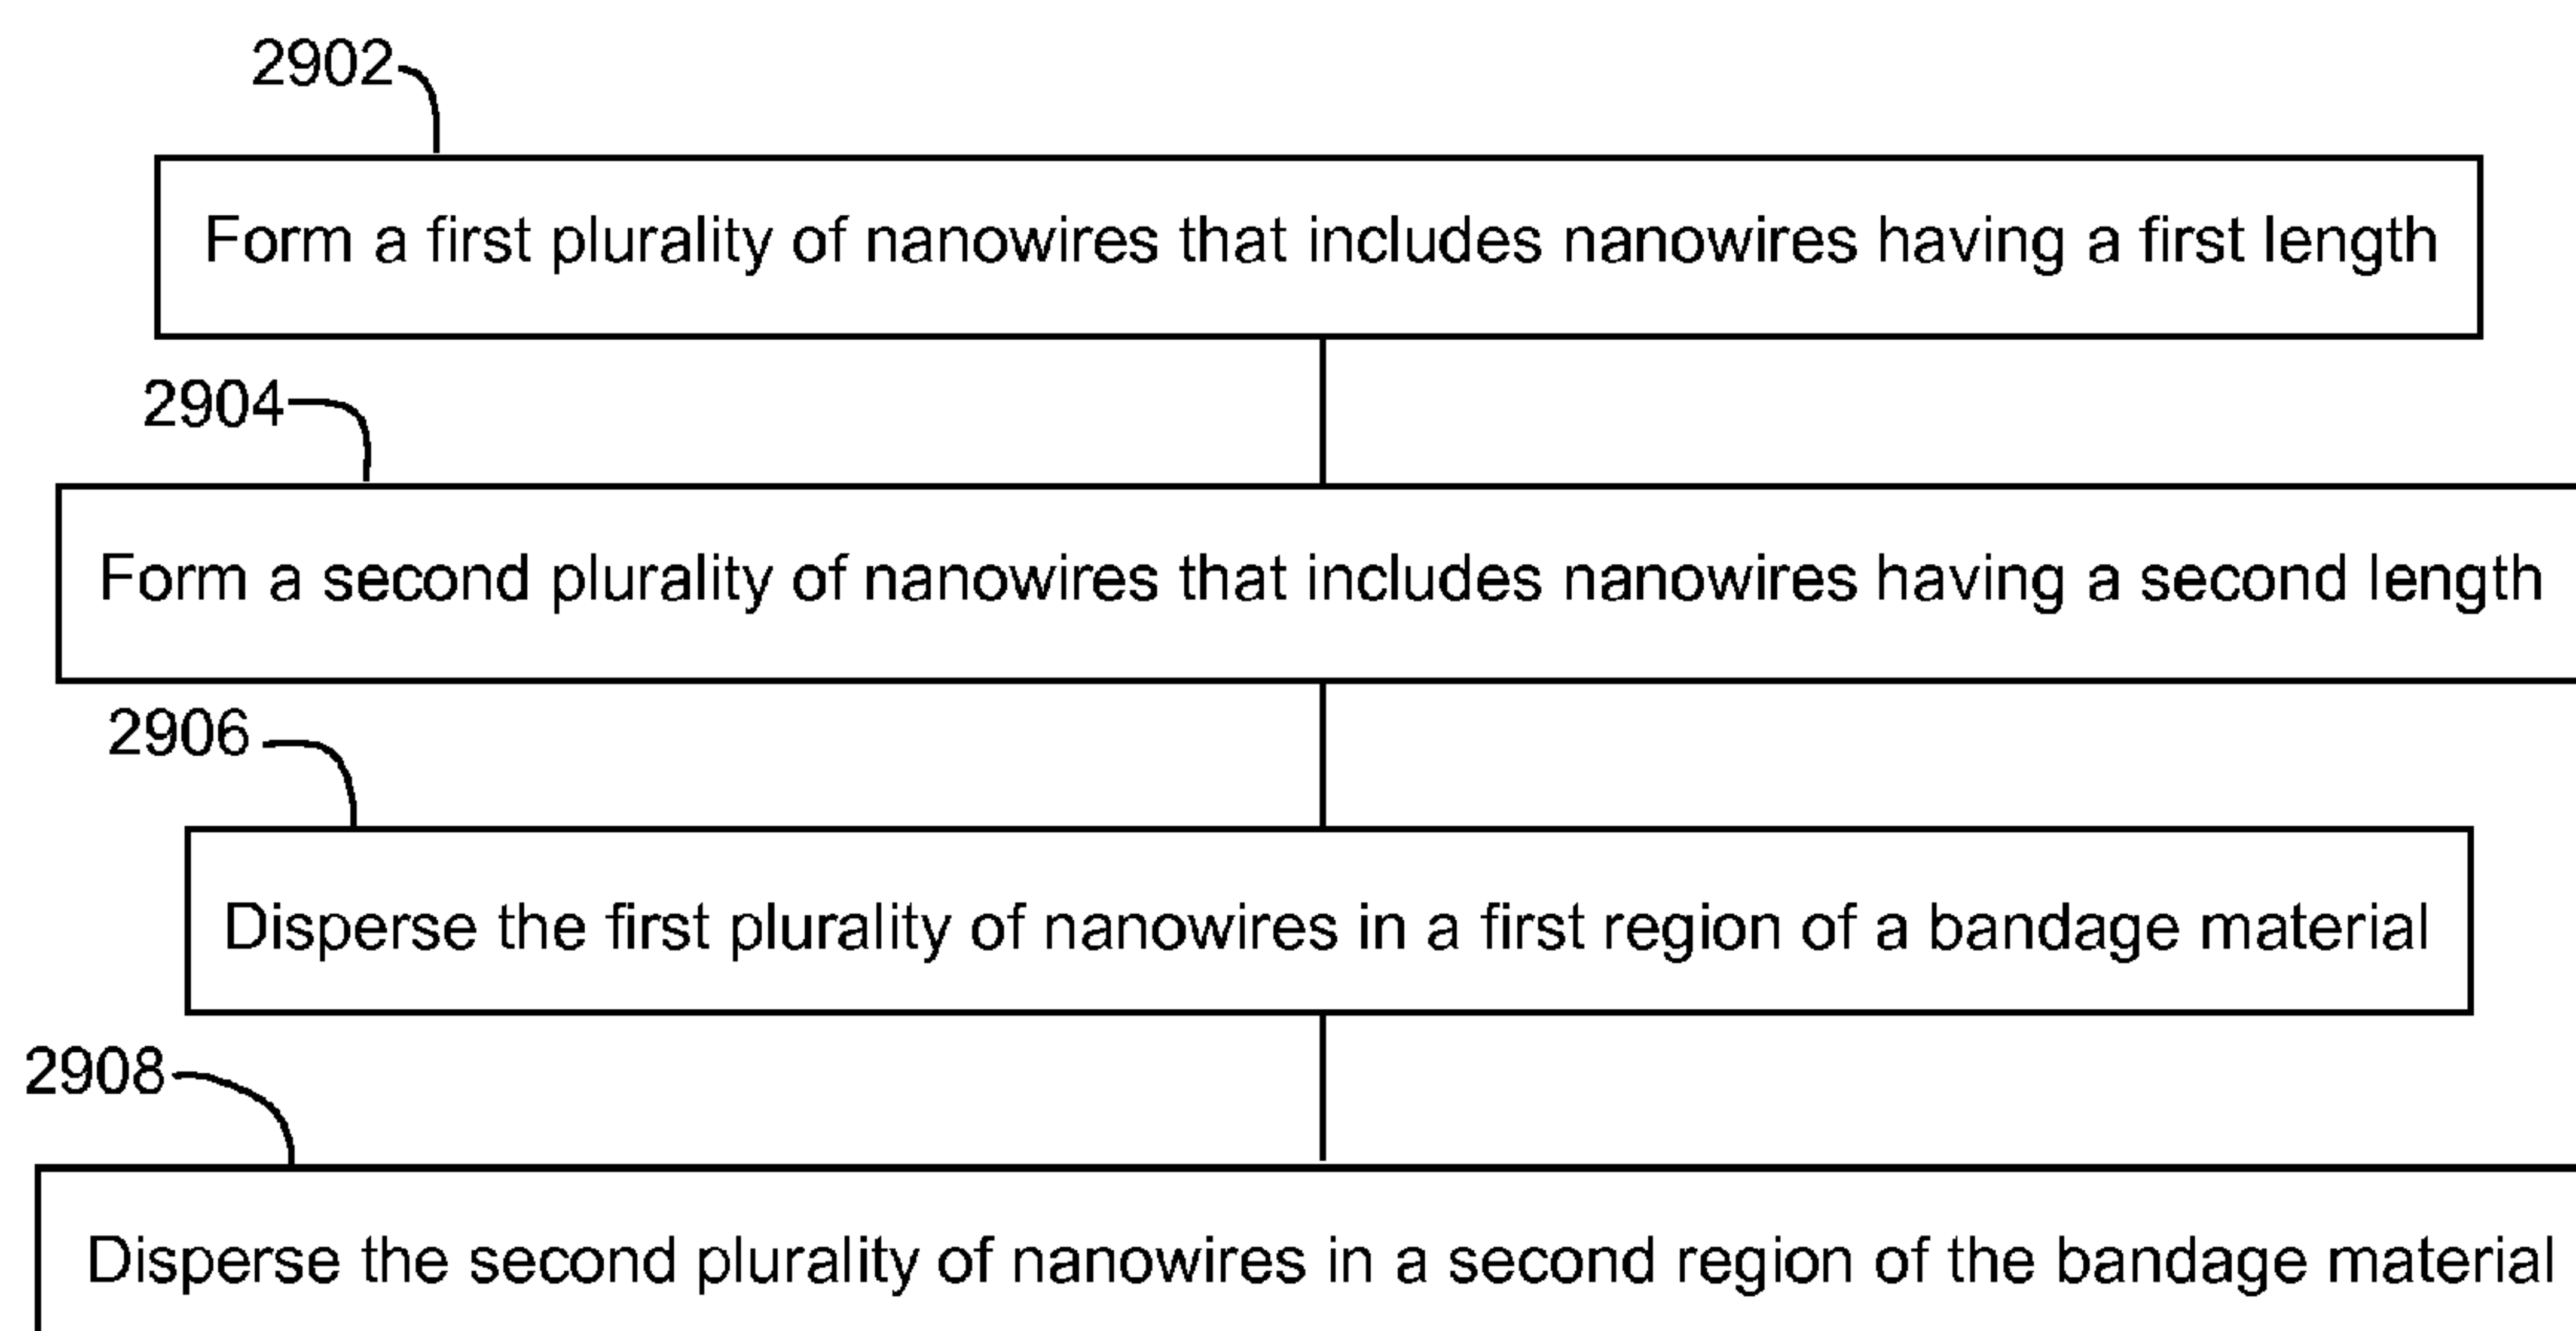 2902
Form a first plurality of nanowires that includes nanowires having a first length
2904
Form a second plurality of nanowires that includes nanowires having a second length
2906
Disperse the first plurality of nanowires in a first region of a bandage material
2908
Disperse the second plurality of nanowires in a second region of the bandage material